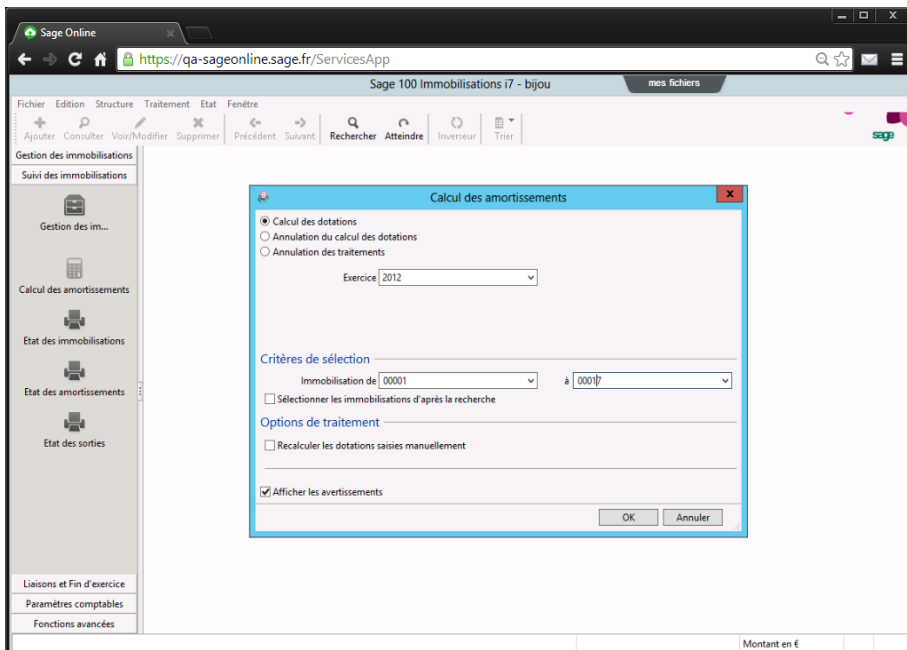 Sage Online
https://qa-sageonline.sage.fr/ServicesApp
Sage 100 Immobilisations i7 - bijou
mes fichiers
Fichier Edition Structure Traitement Etat Fenêtre
Ajouter Consulter Voir/Modifier Supprimer Précédent Suivant Rechercher Atteindre Inverseur Trier
sage
Gestion des immobilisations
Suivi des immobilisations
Gestion des im...
Calcul des amortissements
Etat des immobilisations
Etat des amortissements
Etat des sorties
Liaisons et Fin d'exercice
Paramètres comptables
Fonctions avancées
Calcul des amortissements
Calcul des dotations
Annulation du calcul des dotations
Annulation des traitements
Exercice 2012
Critères de sélection
Immobilisation de 00001 à 00017
Sélectionner les immobilisations d'après la recherche
Options de traitement
Recalculer les dotations saisies manuellement
Afficher les avertissements
OK Annuler
Montant en €